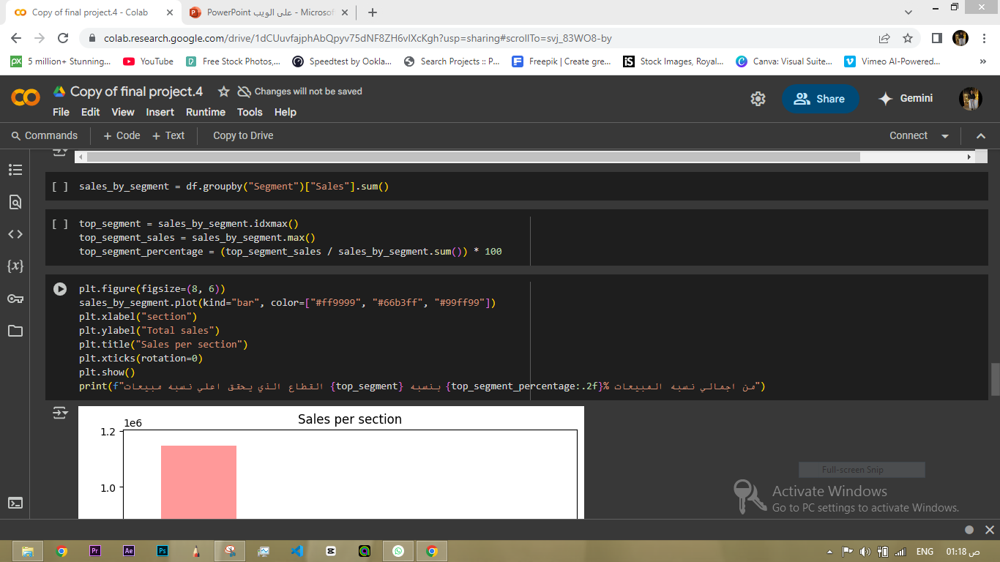 Copy of final project.4 - Colab
PowerPoint على الويب - Microsof
colab.research.google.com/drive/1dCUuvfajphAbQpyv75dNF8ZH6vIXcKgh?usp=sharing#scrollTo=svj_83WO8-by
px 5 million+ Stunning... YouTube Free Stock Photos,... Speedtest by Ookla... Search Projects :: P... Freepik | Create gre... iS Stock Images, Royal... Canva: Visual Suite... Vimeo AI-Powered... »
Copy of final project.4 Changes will not be saved
Share Gemini
File Edit View Insert Runtime Tools Help
Commands + Code + Text Copy to Drive Connect
[ ] sales_by_segment = df.groupby("Segment")["Sales"].sum()
[ ] top_segment = sales_by_segment.idxmax()
top_segment_sales = sales_by_segment.max()
top_segment_percentage = (top_segment_sales / sales_by_segment.sum()) * 100
plt.figure(figsize=(8, 6))
sales_by_segment.plot(kind="bar", color=["#ff9999", "#66b3ff", "#99ff99"])
plt.xlabel("section")
plt.ylabel("Total sales")
plt.title("Sales per section")
plt.xticks(rotation=0)
plt.show()
print(f"القطاع الذي يحقق اعلي نسبه مبيعات {top_segment} بنسبه {top_segment_percentage:.2f}% من اجمالي نسبه المبيعات")
Sales per section
1e6
1.2
1.0
Full-screen Snip
Activate Windows
Go to PC settings to activate Windows.
Pr Ae Ps
ENG 01:18 ص